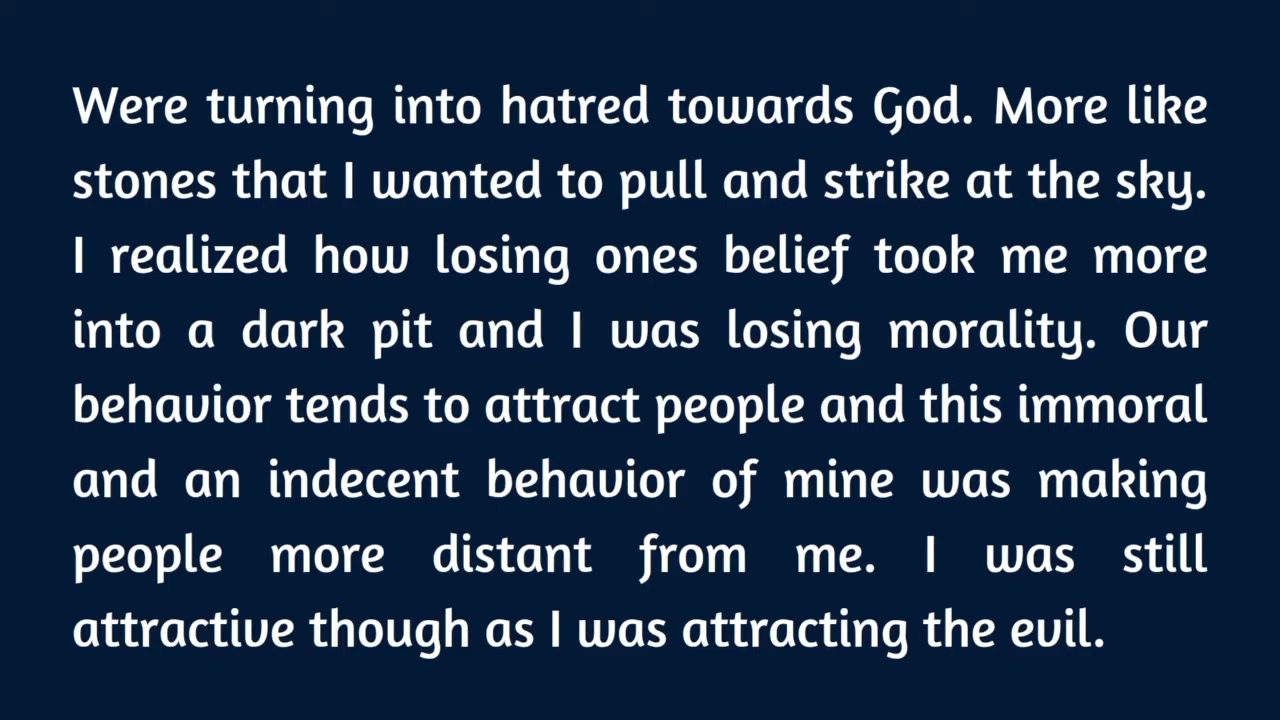 Were turning into hatred towards God. More like
stones that I wanted to pull and strike at the sky.
I realized how losing ones belief took me more
into a dark pit and I was losing morality. Our
behavior tends to attract people and this immoral
and an indecent behavior of mine was making
people more distant from me. I was still
attractive though as I was attracting the evil.